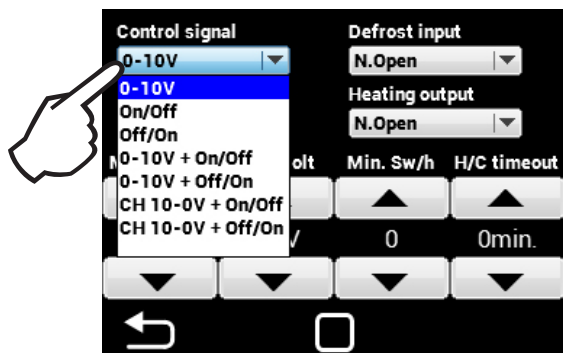 Control signal
Defrost input
0-10V
N.Open
0-10V
Heating output
On/Off
N.Open
Off/On
0-10V + On/Off
M
olt
Min. Sw/h
H/C timeout
0-10V + Off/On
CH 10-0V + On/Off
CH 10-0V + Off/On
V
0
0min.